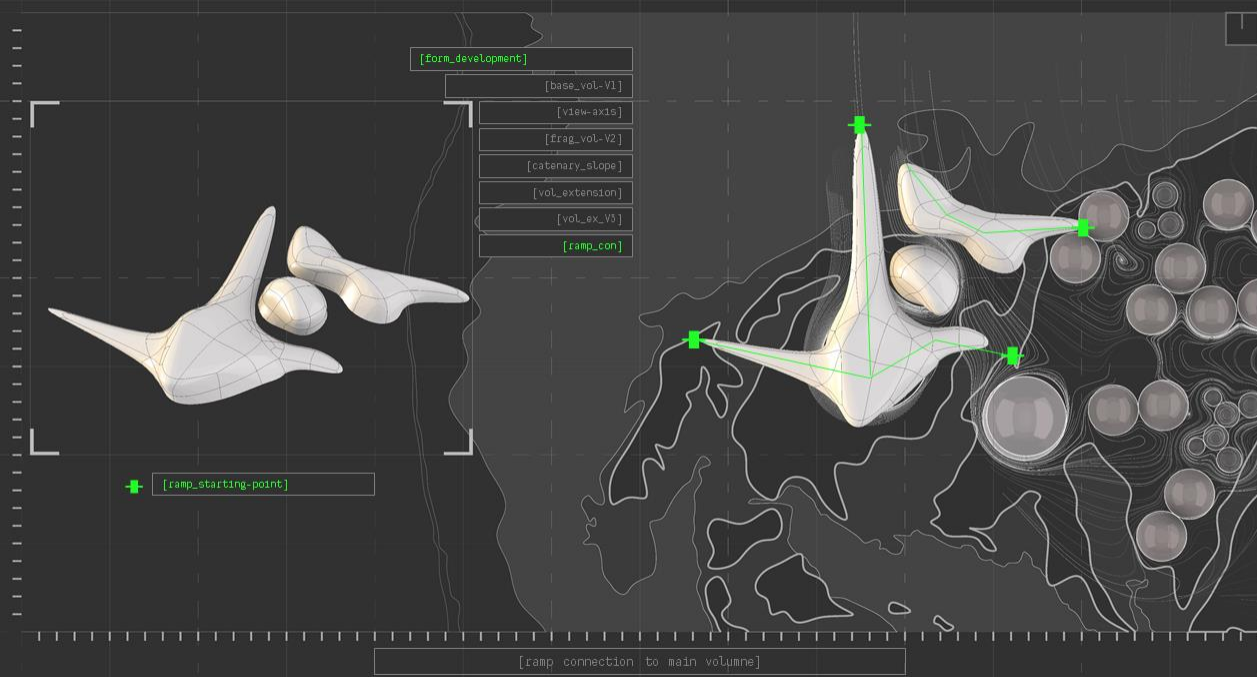 [form_development]
[base_vol-V1]
[view-axis]
[frag_vol-V2]
[catenary_slope]
[vol_extension]
[vol_ex_V3]
[ramp_con]
[ramp_starting-point]
[ramp connection to main volumne]